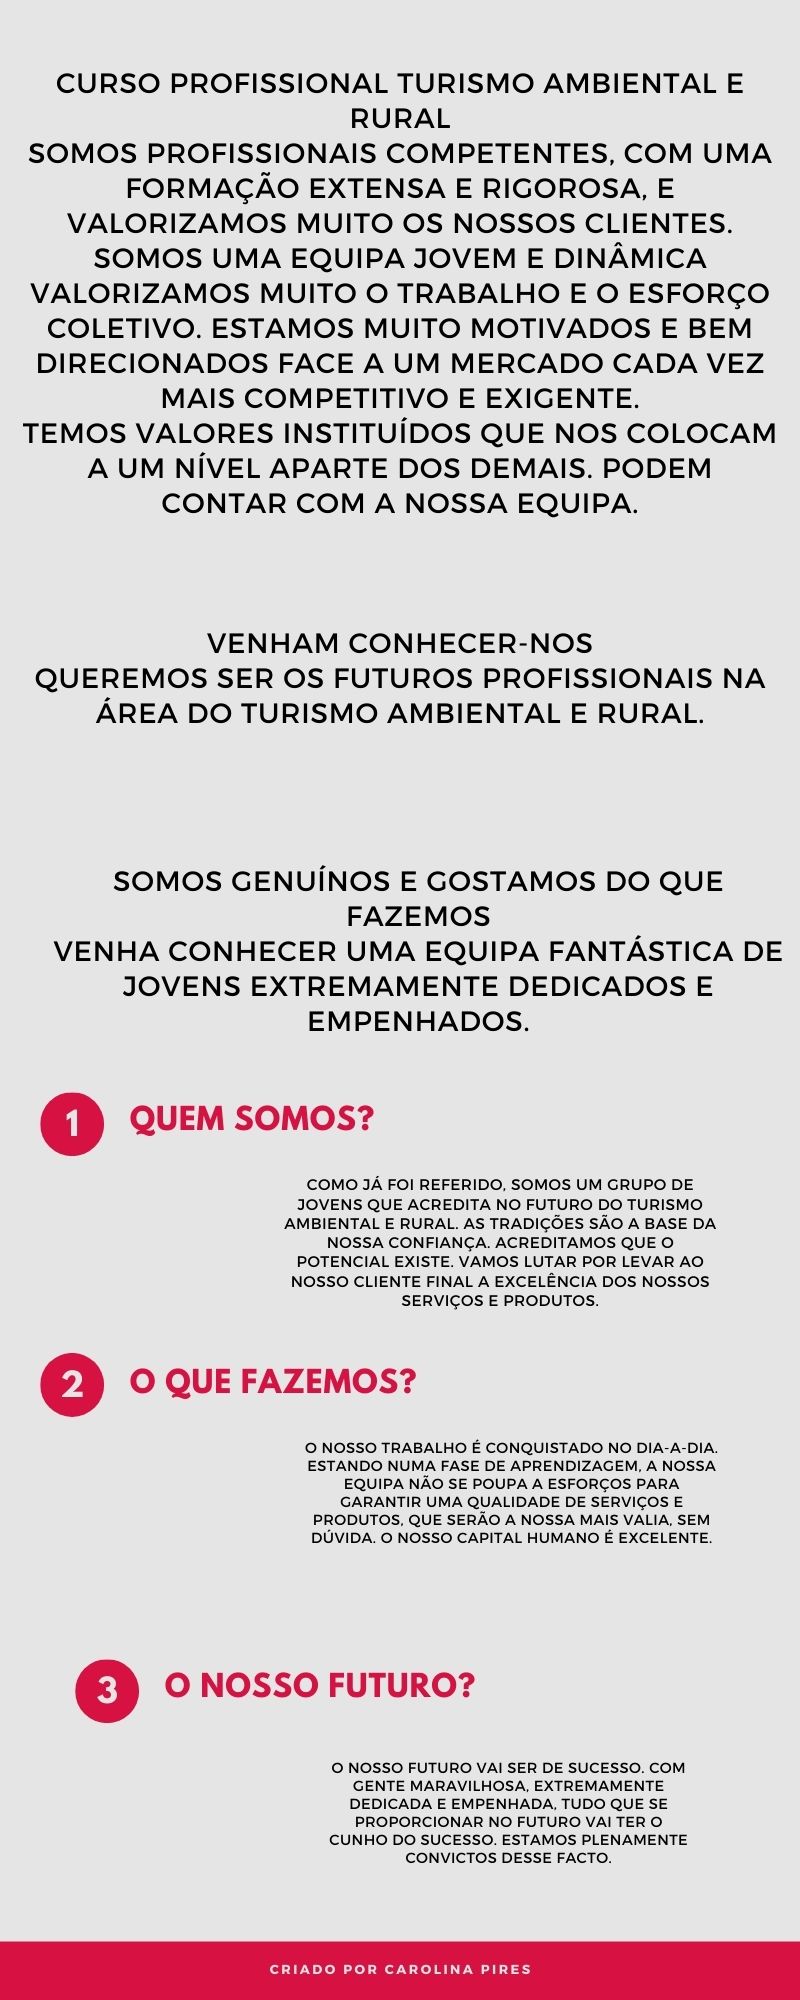 CURSO PROFISSIONAL TURISMO AMBIENTAL E
RURAL
SOMOS PROFISSIONAIS COMPETENTES, COM UMA
FORMAÇÃO EXTENSA E RIGOROSA, E
VALORIZAMOS MUITO OS NOSSOS CLIENTES.
SOMOS UMA EQUIPA JOVEM E DINÂMICA
VALORIZAMOS MUITO O TRABALHO E O ESFORÇO
COLETIVO. ESTAMOS MUITO MOTIVADOS E BEM
DIRECIONADOS FACE A UM MERCADO CADA VEZ
MAIS COMPETITIVO E EXIGENTE.
TEMOS VALORES INSTITUÍDOS QUE NOS COLOCAM
A UM NÍVEL APARTE DOS DEMAIS. PODEM
CONTAR COM A NOSSA EQUIPA.
VENHAM CONHECER-NOS
QUEREMOS SER OS FUTUROS PROFISSIONAIS NA
ÁREA DO TURISMO AMBIENTAL E RURAL.
SOMOS GENUÍNOS E GOSTAMOS DO QUE
FAZEMOS
VENHA CONHECER UMA EQUIPA FANTÁSTICA DE
JOVENS EXTREMAMENTE DEDICADOS E
EMPENHADOS.
1 QUEM SOMOS?
COMO JÁ FOI REFERIDO, SOMOS UM GRUPO DE
JOVENS QUE ACREDITA NO FUTURO DO TURISMO
AMBIENTAL E RURAL. AS TRADIÇÕES SÃO A BASE DA
NOSSA CONFIANÇA. ACREDITAMOS QUE O
POTENCIAL EXISTE. VAMOS LUTAR POR LEVAR AO
NOSSO CLIENTE FINAL A EXCELÊNCIA DOS NOSSOS
SERVIÇOS E PRODUTOS.
2 O QUE FAZEMOS?
O NOSSO TRABALHO É CONQUISTADO NO DIA-A-DIA.
ESTANDO NUMA FASE DE APRENDIZAGEM, A NOSSA
EQUIPA NÃO SE POUPA A ESFORÇOS PARA
GARANTIR UMA QUALIDADE DE SERVIÇOS E
PRODUTOS, QUE SERÃO A NOSSA MAIS VALIA, SEM
DÚVIDA. O NOSSO CAPITAL HUMANO É EXCELENTE.
3 O NOSSO FUTURO?
O NOSSO FUTURO VAI SER DE SUCESSO. COM
GENTE MARAVILHOSA, EXTREMAMENTE
DEDICADA E EMPENHADA, TUDO QUE SE
PROPORCIONAR NO FUTURO VAI TER O
CUNHO DO SUCESSO. ESTAMOS PLENAMENTE
CONVICTOS DESSE FACTO.
CRIADO POR CAROLINA PIRES